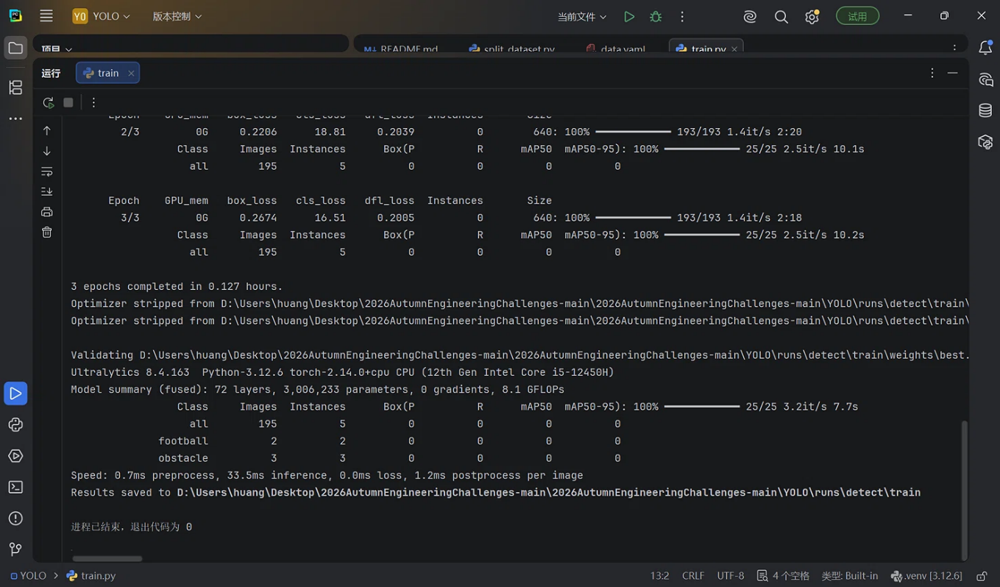 YO YOLO 版本控制 当前文件 试用
项目 README.md split_dataset.py data.yaml train.py
运行 train
Epoch GPU_mem box_loss cls_loss dfl_loss Instances Size
2/3 0G 0.2206 18.81 0.2039 0 640: 100% 193/193 1.4it/s 2:20
Class Images Instances Box(P R mAP50 mAP50-95): 100% 25/25 2.5it/s 10.1s
all 195 5 0 0 0 0
Epoch GPU_mem box_loss cls_loss dfl_loss Instances Size
3/3 0G 0.2674 16.51 0.2005 0 640: 100% 193/193 1.4it/s 2:18
Class Images Instances Box(P R mAP50 mAP50-95): 100% 25/25 2.5it/s 10.2s
all 195 5 0 0 0 0
3 epochs completed in 0.127 hours.
Optimizer stripped from D:\Users\huang\Desktop\2026AutumnEngineeringChallenges-main\2026AutumnEngineeringChallenges-main\YOLO\runs\detect\train\
Optimizer stripped from D:\Users\huang\Desktop\2026AutumnEngineeringChallenges-main\2026AutumnEngineeringChallenges-main\YOLO\runs\detect\train\
Validating D:\Users\huang\Desktop\2026AutumnEngineeringChallenges-main\2026AutumnEngineeringChallenges-main\YOLO\runs\detect\train\weights\best.
Ultralytics 8.4.163 Python-3.12.6 torch-2.14.0+cpu CPU (12th Gen Intel Core i5-12450H)
Model summary (fused): 72 layers, 3,006,233 parameters, 0 gradients, 8.1 GFLOPs
Class Images Instances Box(P R mAP50 mAP50-95): 100% 25/25 3.2it/s 7.7s
all 195 5 0 0 0 0
football 2 2 0 0 0 0
obstacle 3 3 0 0 0 0
Speed: 0.7ms preprocess, 33.5ms inference, 0.0ms loss, 1.2ms postprocess per image
Results saved to D:\Users\huang\Desktop\2026AutumnEngineeringChallenges-main\2026AutumnEngineeringChallenges-main\YOLO\runs\detect\train
进程已结束，退出代码为 0
YOLO > train.py 13:2 CRLF UTF-8 4 个空格 类型: Built-in .venv [3.12.6]